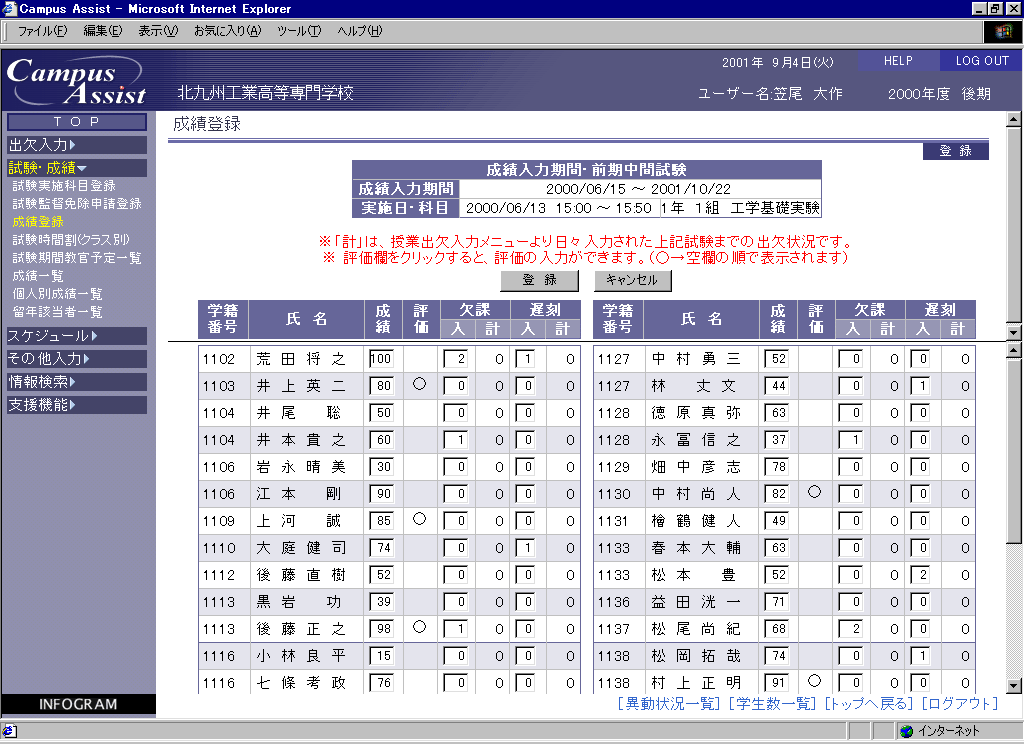 Campus Assist - Microsoft Internet Explorer
ファイル(F) 編集(E) 表示(V) お気に入り(A) ツール(T) ヘルプ(H)
Campus Assist
北九州工業高等専門学校
2001年 9月4日(火) HELP LOG OUT
ユーザー名:笠尾 大作 2000年度 後期
TOP
出欠入力
試験・成績
試験実施科目登録
試験監督免除申請登録
成績登録
試験時間割(クラス別)
試験期間教官予定一覧
成績一覧
個人別成績一覧
留年該当者一覧
スケジュール
その他入力
情報検索
支援機能
INFOGRAM
成績登録
登 録
成績入力期間・前期中間試験
成績入力期間 2000/06/15 ～ 2001/10/22
実施日・科目 2000/06/13 15:00 ～ 15:50 1年 1組 工学基礎実験
※「計」は、授業出欠入力メニューより日々入力された上記試験までの出欠状況です。
※ 評価欄をクリックすると、評価の入力ができます。(○→空欄の順で表示されます)
登 録 キャンセル
学籍番号 氏 名 成績 評価 欠課 入 計 遅刻 入 計
1102 荒田将之 100 2 0 1 0
1103 井上英二 80 ○ 0 0 0 0
1104 井尾 聡 50 0 0 0 0
1104 井本貴之 60 1 0 0 0
1106 岩永晴美 30 0 0 0 0
1106 江本 剛 90 0 0 0 0
1109 上河 誠 85 ○ 0 0 0 0
1110 大庭健司 74 0 0 1 0
1112 後藤直樹 52 0 0 0 0
1113 黒岩 功 39 0 0 0 0
1113 後藤正之 98 ○ 1 0 0 0
1116 小林良平 15 0 0 0 0
1116 七條考政 76 0 0 0 0
学籍番号 氏 名 成績 評価 欠課 入 計 遅刻 入 計
1127 中村勇三 52 0 0 0 0
1127 林 丈文 44 0 0 1 0
1128 徳原真弥 63 0 0 0 0
1128 永冨信之 37 1 0 0 0
1129 畑中彦志 78 0 0 0 0
1130 中村尚人 82 ○ 0 0 0 0
1131 檜鶴健人 49 0 0 0 0
1133 春本大輔 63 0 0 0 0
1133 松本 豊 52 0 0 2 0
1136 益田洸一 71 0 0 0 0
1137 松尾尚紀 68 2 0 0 0
1138 松岡拓哉 74 0 0 1 0
1138 村上正明 91 ○ 0 0 0 0
[異動状況一覧] [学生数一覧] [トップへ戻る] [ログアウト]
インターネット